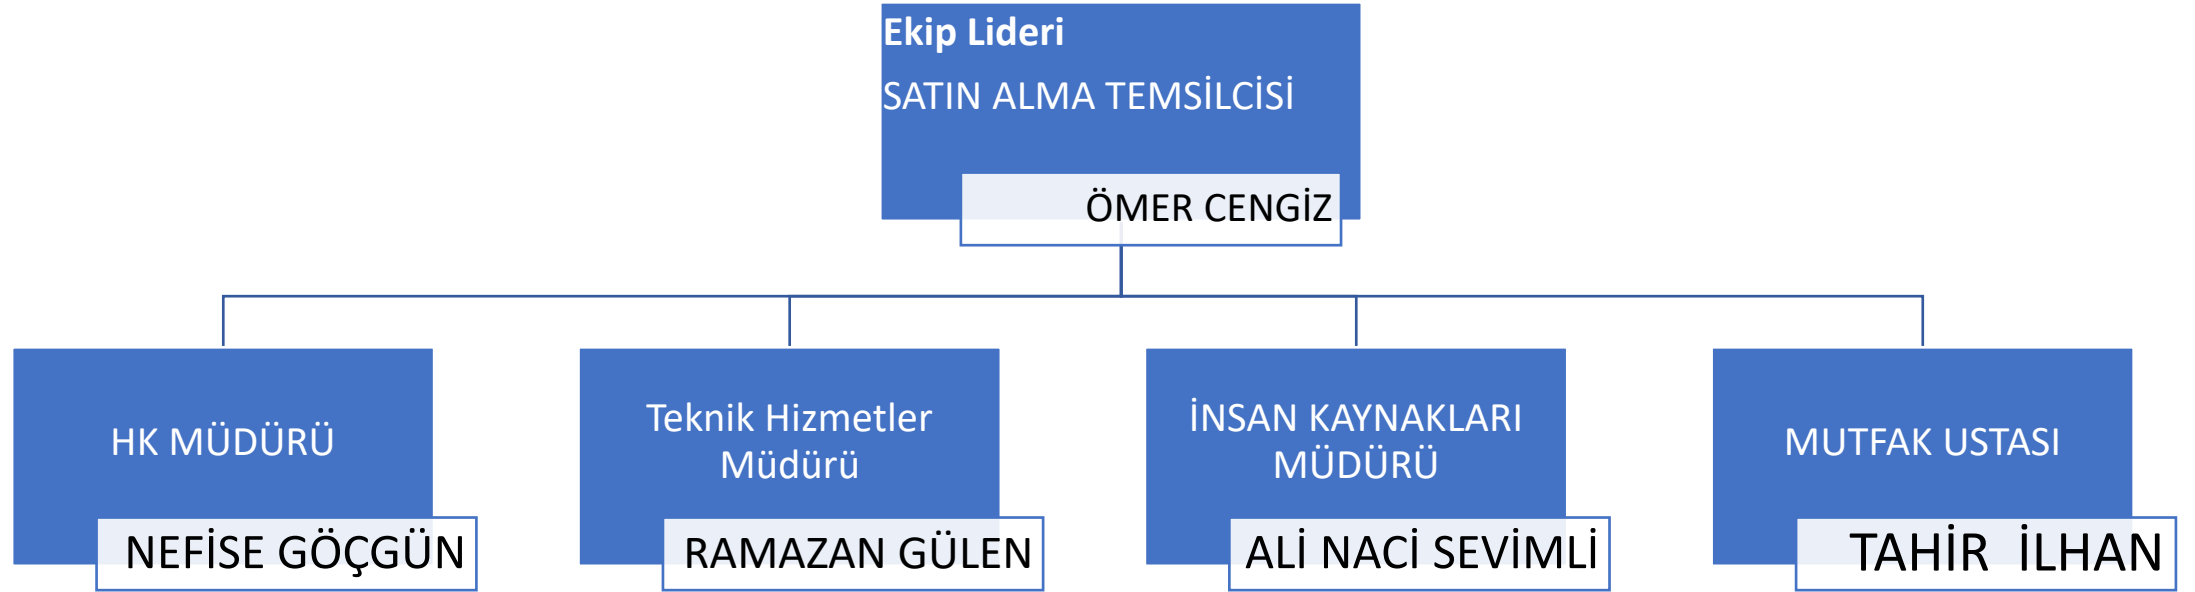 Ekip Lideri
SATIN ALMA TEMSİLCİSİ
ÖMER CENGİZ
HK MÜDÜRÜ
NEFİSE GÖÇGÜN
Teknik Hizmetler
Müdürü
RAMAZAN GÜLEN
İNSAN KAYNAKLARI
MÜDÜRÜ
ALİ NACİ SEVİMLİ
MUTFAK USTASI
TAHİR  İLHAN